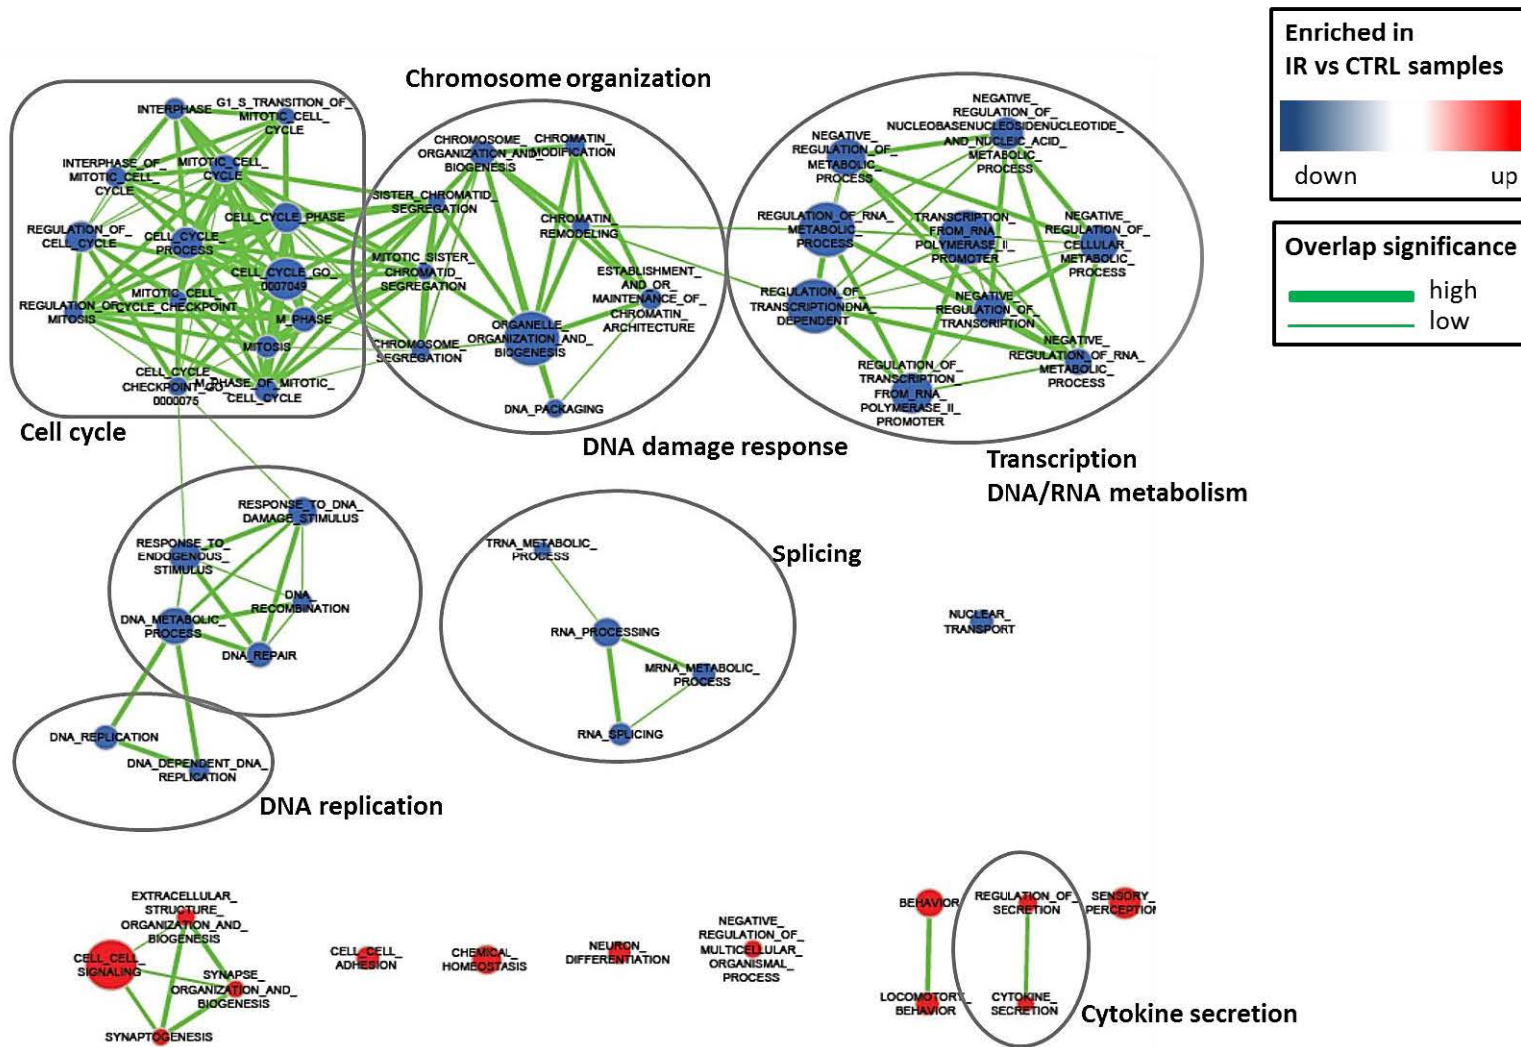 Enriched in
IR vs CTRL samples
down
up
Overlap significance
high
low
Chromosome organization
INTERPHASE
G1_S_TRANSITION_OF_
MITOTIC_CELL_
CYCLE
INTERPHASE_OF_
MITOTIC_CELL_
CYCLE
MITOTIC_CELL_
CYCLE
CELL_CYCLE_PHASE
REGULATION_OF_
CELL_CYCLE
CELL_CYCLE_
PROCESS
CELL_CYCLE_GO_
0007049
MITOTIC_CELL_
CYCLE_CHECKPOINT
REGULATION_OF_
MITOSIS
M_PHASE
MITOSIS
CELL_CYCLE_
CHECKPOINT_GO_
0000075
M_PHASE_OF_MITOTIC_
CELL_CYCLE
Cell cycle
CHROMOSOME_
ORGANIZATION_AND_
BIOGENESIS
CHROMATIN_
MODIFICATION
SISTER_CHROMATID_
SEGREGATION
CHROMATIN_
REMODELING
MITOTIC_SISTER_
CHROMATID_
SEGREGATION
ESTABLISHMENT_
AND_OR_
MAINTENANCE_OF_
CHROMATIN_
ARCHITECTURE
ORGANELLE_
ORGANIZATION_AND_
BIOGENESIS
CHROMOSOME_
SEGREGATION
DNA_PACKAGING
DNA damage response
NEGATIVE_
REGULATION_OF_
NUCLEOBASENUCLEOSIDENUCLEOTIDE_
AND_NUCLEIC_ACID_
METABOLIC_
PROCESS
NEGATIVE_
REGULATION_OF_
METABOLIC_
PROCESS
REGULATION_OF_RNA_
METABOLIC_
PROCESS
TRANSCRIPTION_
FROM_RNA_
POLYMERASE_II_
PROMOTER
NEGATIVE_
REGULATION_OF_
CELLULAR_
METABOLIC_
PROCESS
REGULATION_OF_
TRANSCRIPTIONDNA_
DEPENDENT
NEGATIVE_
REGULATION_OF_
TRANSCRIPTION
NEGATIVE_
REGULATION_OF_RNA_
METABOLIC_
PROCESS
REGULATION_OF_
TRANSCRIPTION_
FROM_RNA_
POLYMERASE_II_
PROMOTER
Transcription
DNA/RNA metabolism
RESPONSE_TO_DNA_
DAMAGE_STIMULUS
RESPONSE_TO_
ENDOGENOUS_
STIMULUS
DNA_
RECOMBINATION
DNA_METABOLIC_
PROCESS
DNA_REPAIR
TRNA_METABOLIC_
PROCESS
RNA_PROCESSING
MRNA_METABOLIC_
PROCESS
RNA_SPLICING
Splicing
NUCLEAR_
TRANSPORT
DNA_REPLICATION
DNA_DEPENDENT_DNA_
REPLICATION
DNA replication
EXTRACELLULAR_
STRUCTURE_
ORGANIZATION_AND_
BIOGENESIS
CELL_CELL_
SIGNALING
SYNAPSE_
ORGANIZATION_AND_
BIOGENESIS
SYNAPTOGENESIS
CELL_CELL_
ADHESION
CHEMICAL_
HOMEOSTASIS
NEURON_
DIFFERENTIATION
NEGATIVE_
REGULATION_OF_
MULTICELLULAR_
ORGANISMAL_
PROCESS
BEHAVIOR
LOCOMOTORY_
BEHAVIOR
REGULATION_OF_
SECRETION
CYTOKINE_
SECRETION
SENSORY_
PERCEPTION
Cytokine secretion